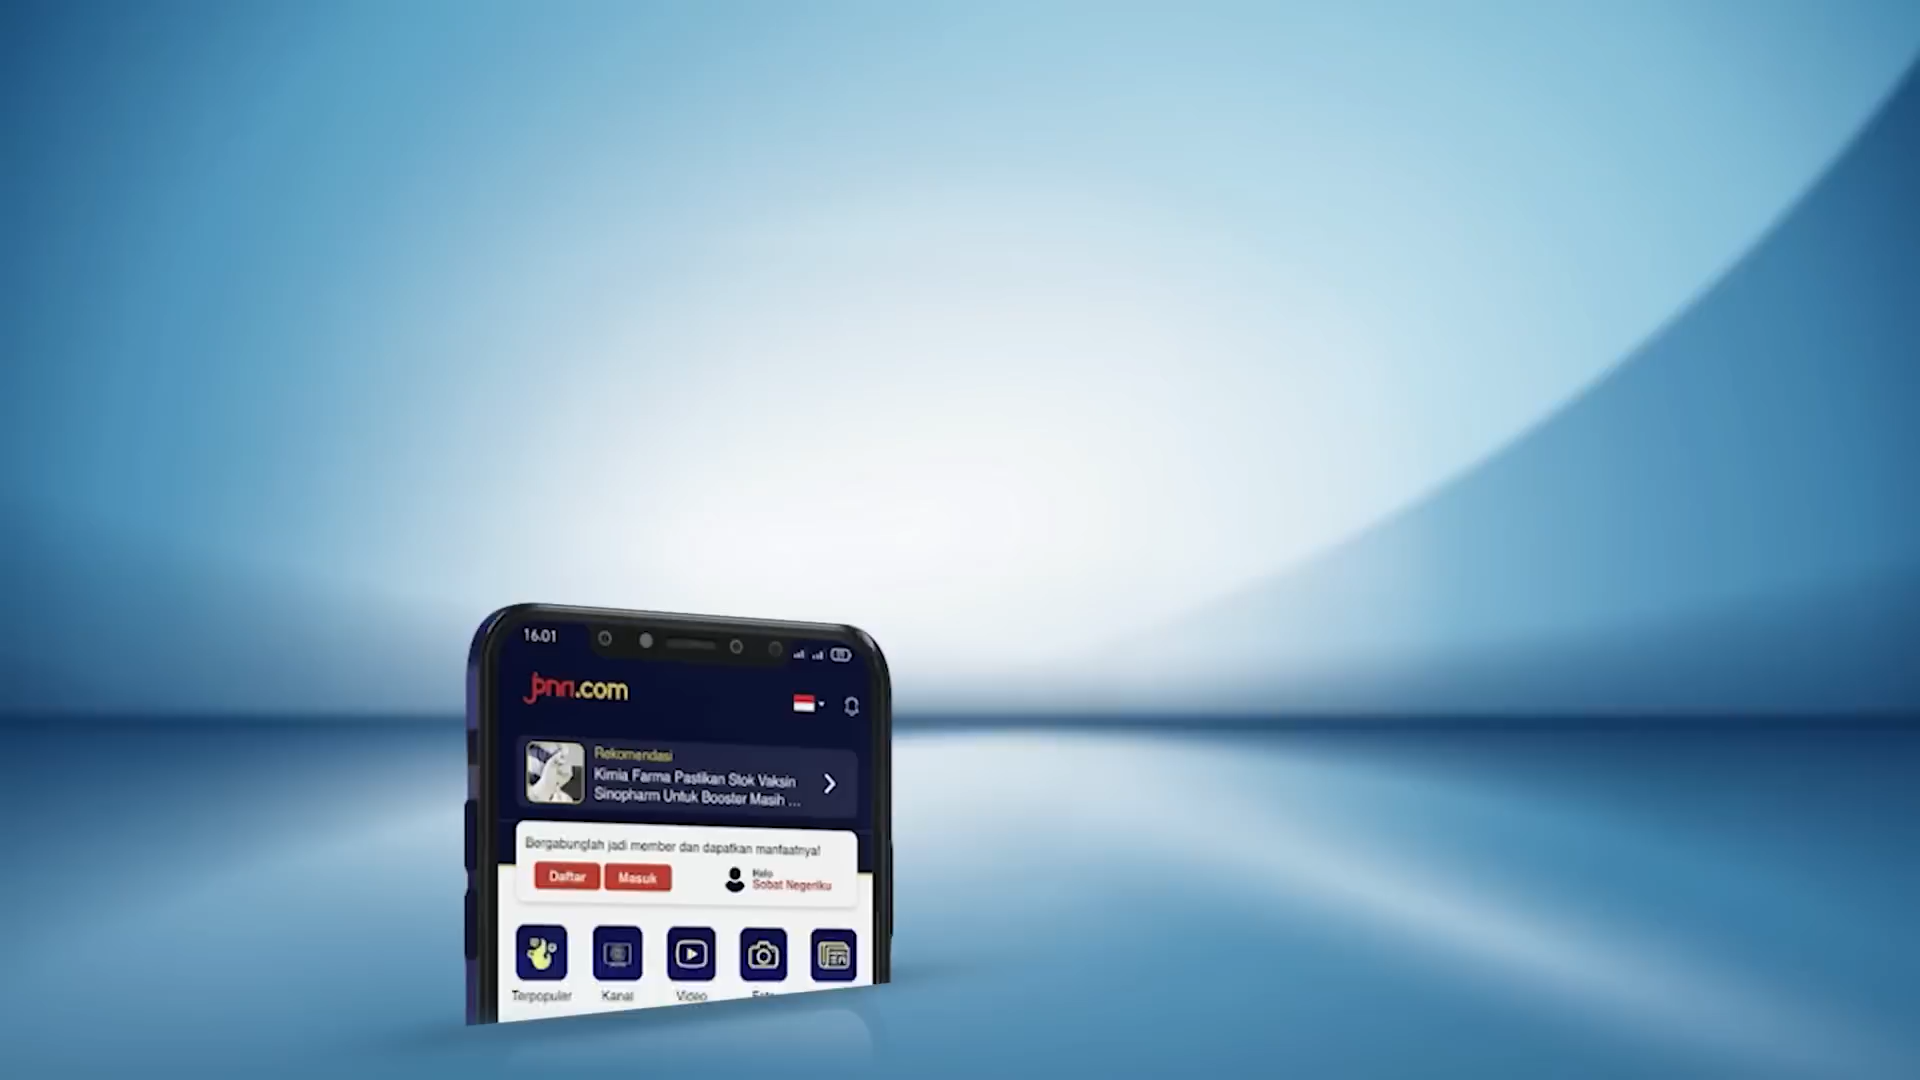 16.01
jpnn.com
Rekomendasi
Kimia Farma Pastikan Stok Vaksin
Sinopharm Untuk Booster Masih ...
Bergabunglah jadi member dan dapatkan manfaatnya!
Daftar
Masuk
Halo
Sobat Negeriku
Terpopuler
Kanal
Video